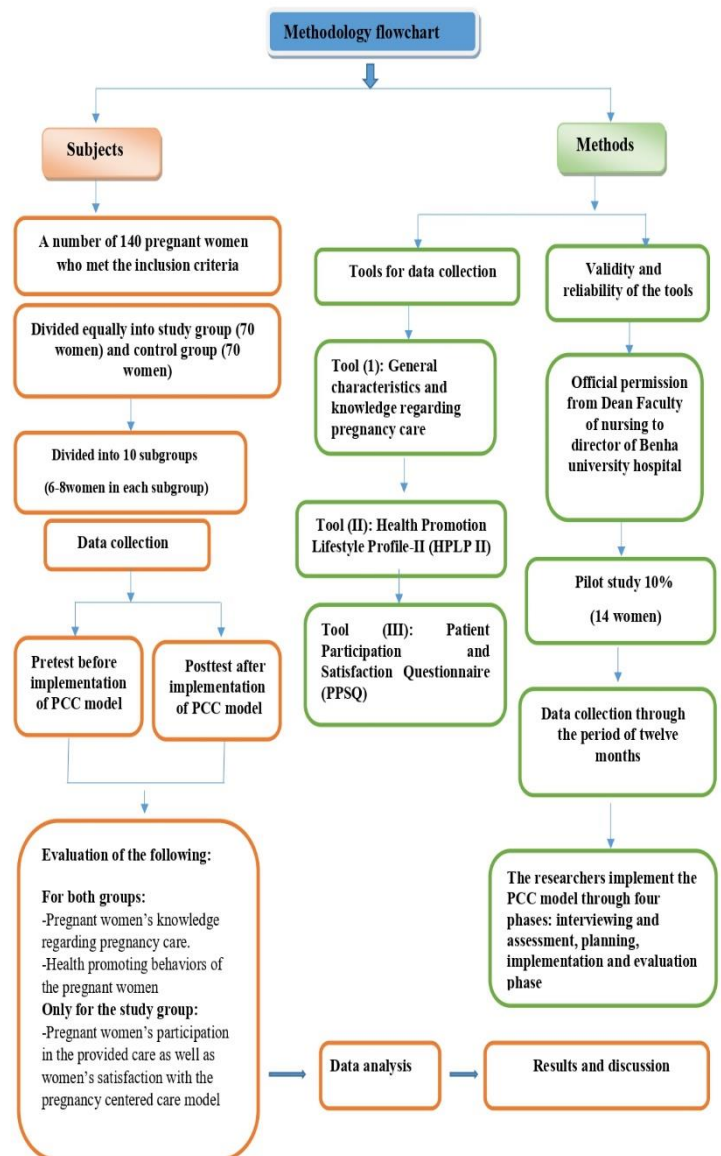 Methodology flowchart
Subjects
A number of 140 pregnant women
who met the inclusion criteria
Divided equally into study group (70
women) and control group (70
women)
Divided into 10 subgroups
(6-8women in each subgroup)
Data collection
Pretest before
implementation
of PCC model
Posttest after
implementation
of PCC model
Evaluation of the following:
For both groups:
-Pregnant women’s knowledge
regarding pregnancy care.
-Health promoting behaviors of
the pregnant women
Only for the study group:
-Pregnant women’s participation
in the provided care as well as
women’s satisfaction with the
pregnancy centered care model
Methods
Tools for data collection
Tool (1): General
characteristics and
knowledge regarding
pregnancy care
Tool (II): Health Promotion
Lifestyle Profile-II (HPLP II)
Tool (III): Patient
Participation and
Satisfaction Questionnaire
(PPSQ)
Validity and
reliability of the tools
Official permission
from Dean Faculty
of nursing to
director of Benha
university hospital
Pilot study 10%
(14 women)
Data collection through
the period of twelve
months
The researchers implement the
PCC model through four
phases: interviewing and
assessment, planning,
implementation and evaluation
phase
Data analysis
Results and discussion